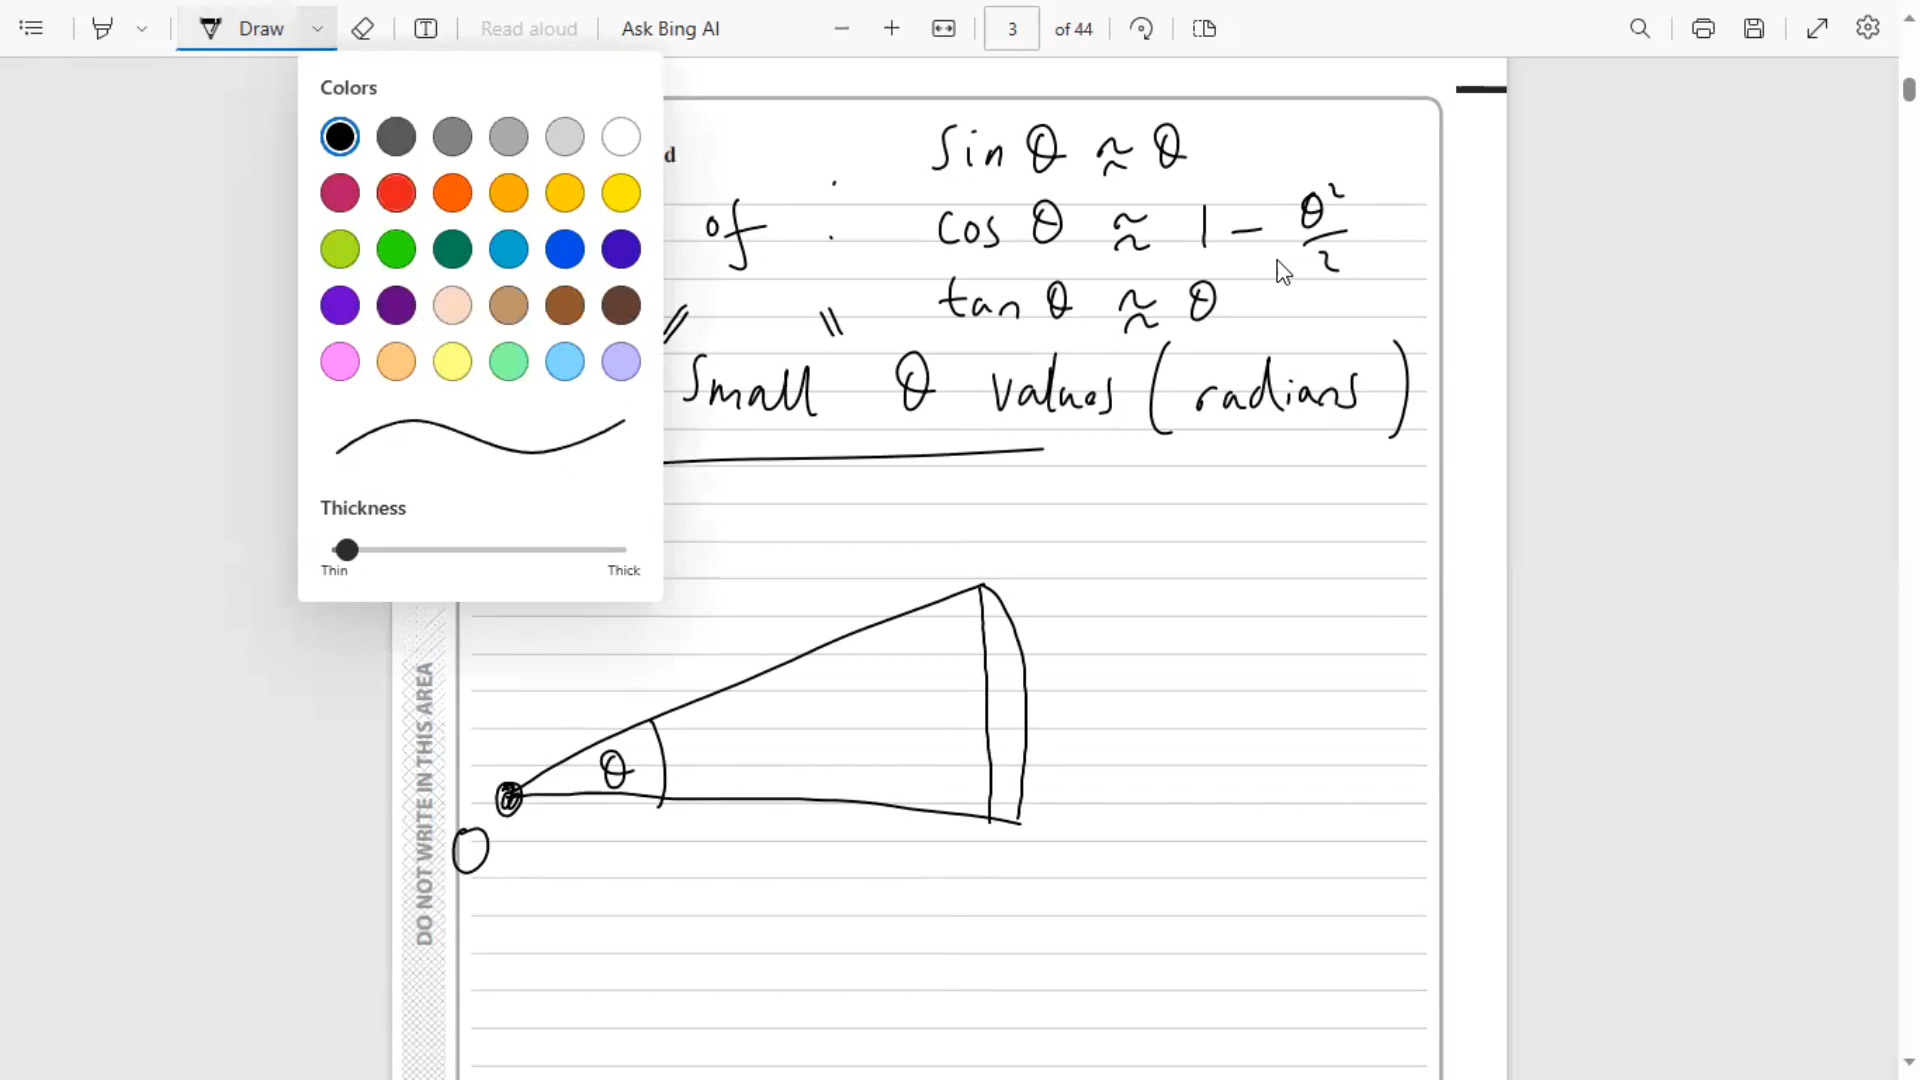 Draw Read aloud Ask Bing AI 3 of 44
Colors
Thickness
Thin Thick
d
Sin θ ≈ θ
of : cos θ ≈ 1 - θ²/2
tan θ ≈ θ
" " Small θ values (radians)
θ
O
DO NOT WRITE IN THIS AREA